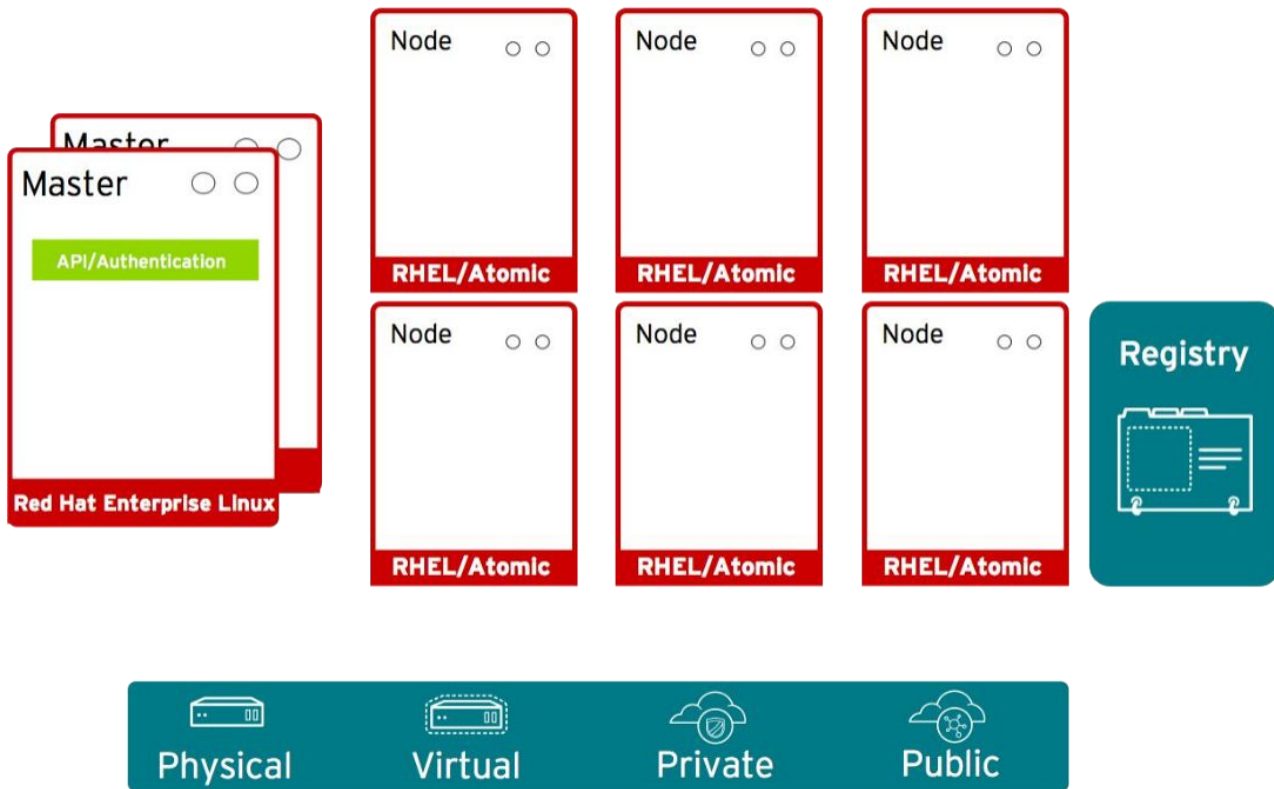 Master
Master
API/Authentication
Red Hat Enterprise Linux
Node
Node
Node
RHEL/Atomic
RHEL/Atomic
RHEL/Atomic
Node
Node
Node
RHEL/Atomic
RHEL/Atomic
RHEL/Atomic
Registry
Physical
Virtual
Private
Public